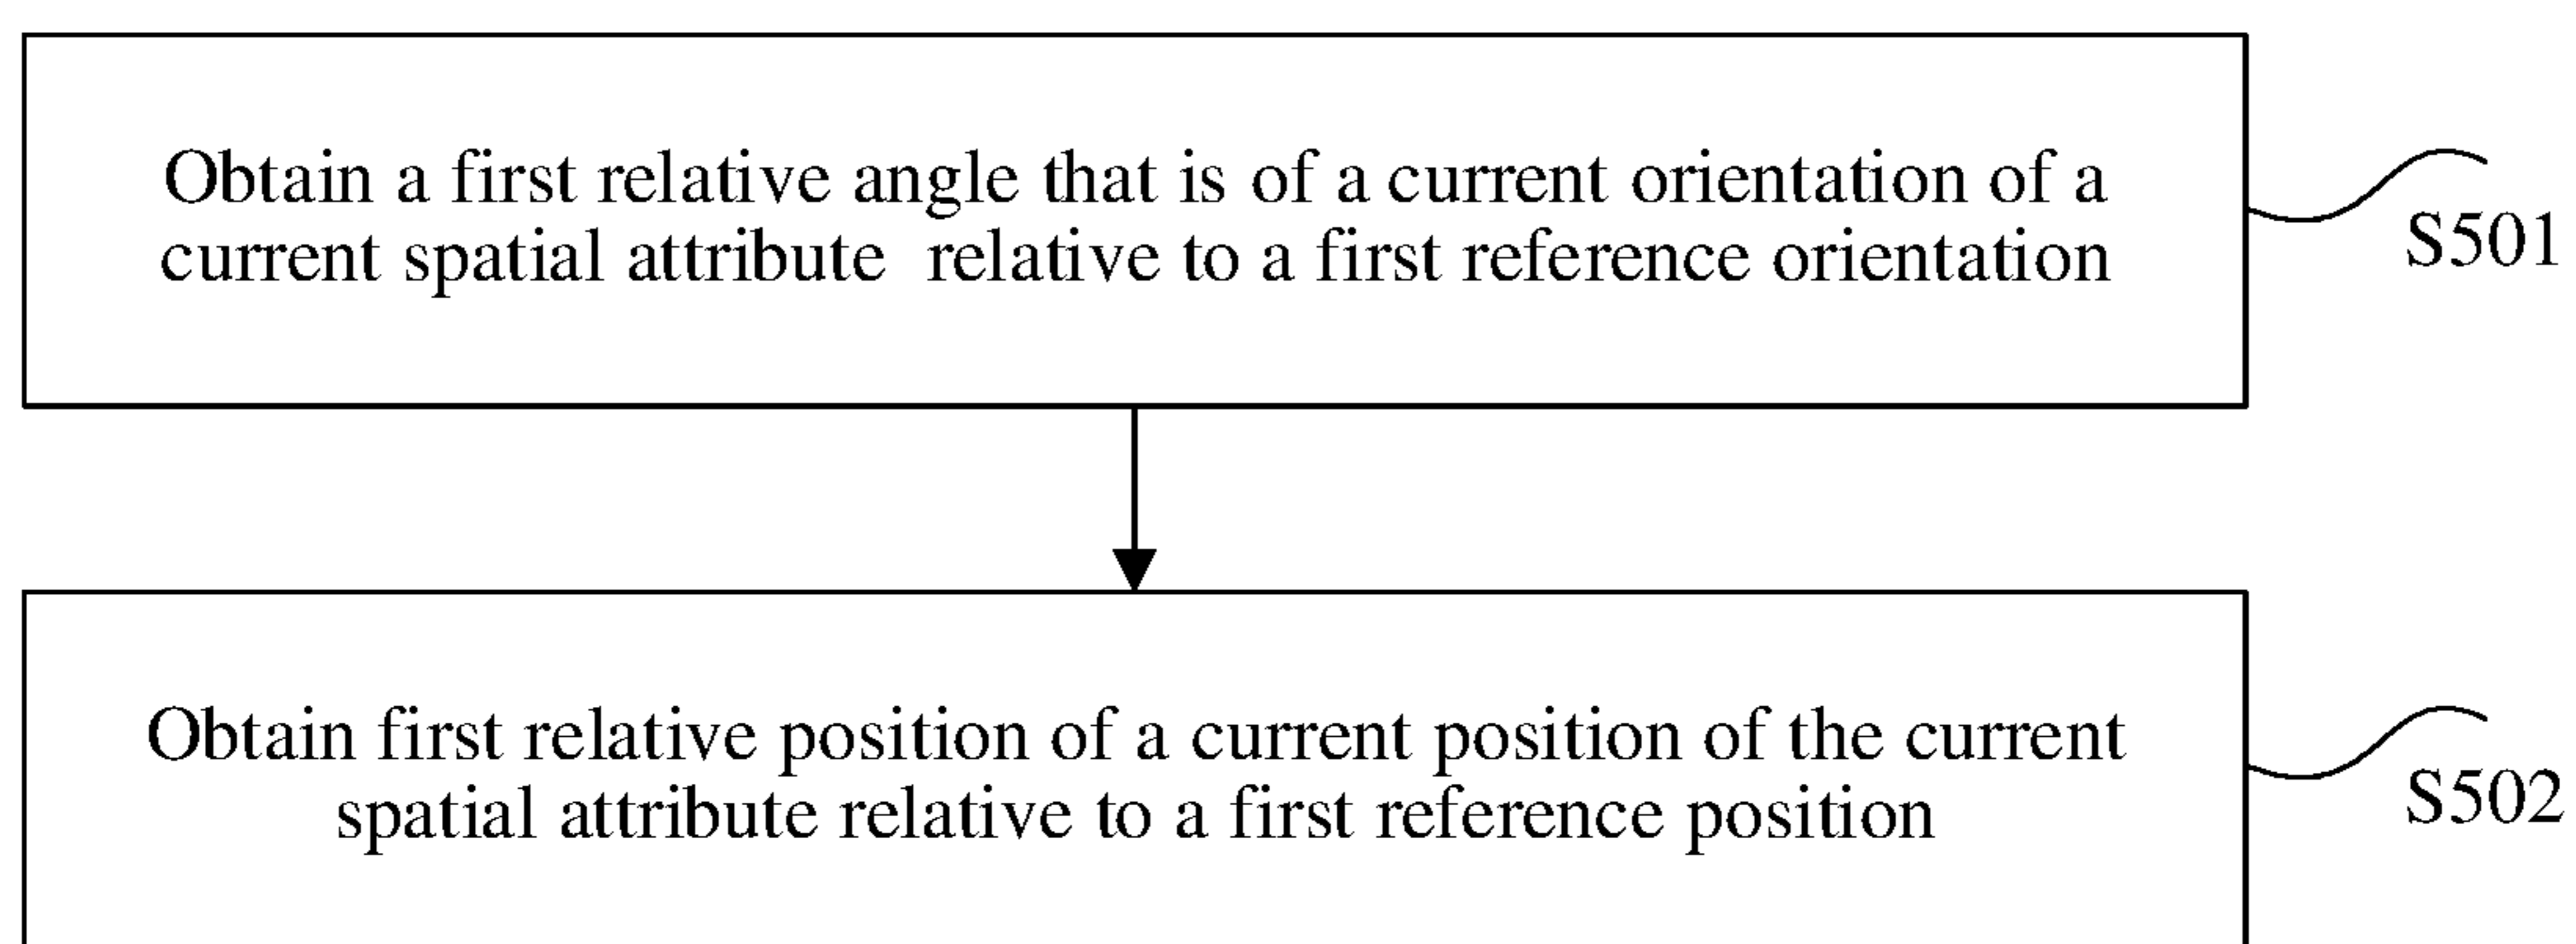 Obtain a first relative angle that is of a current orientation of a
current spatial attribute relative to a first reference orientation
S501
Obtain first relative position of a current position of the current
spatial attribute relative to a first reference position
S502